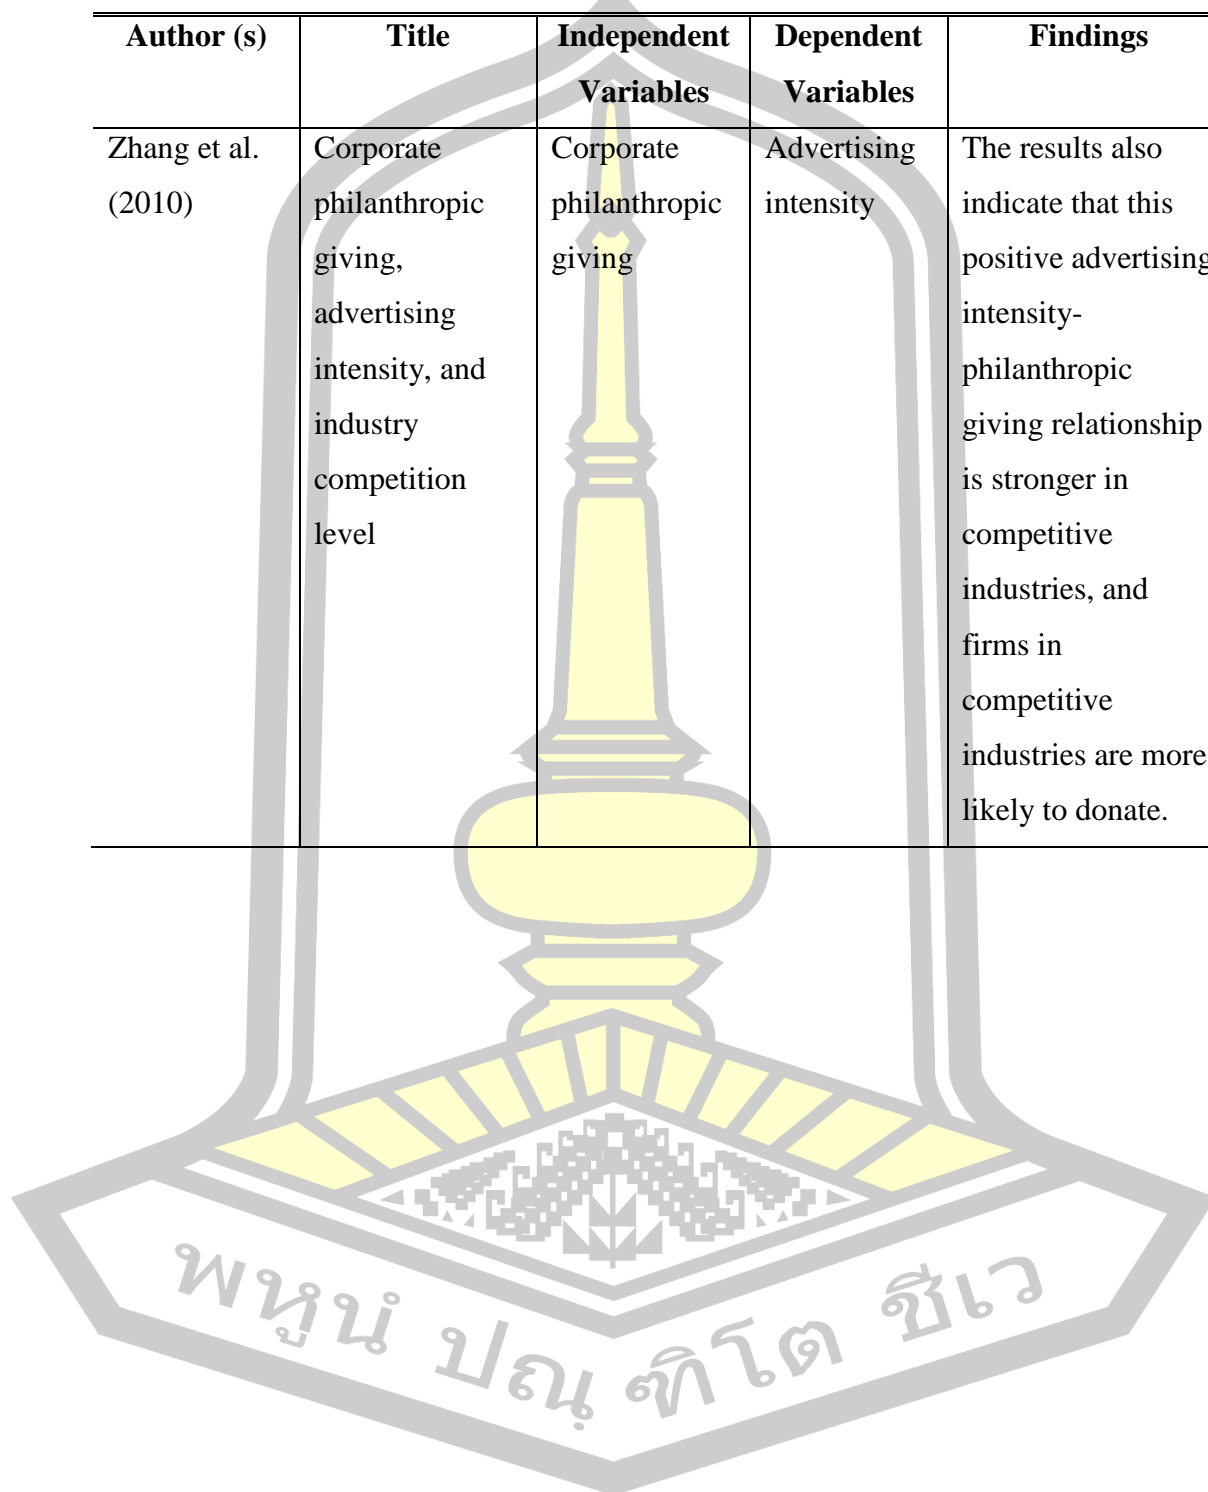 Author (s)
Title
Independent
Variables
Dependent
Variables
Findings
Zhang et al.
(2010)
Corporate
philanthropic
giving,
advertising
intensity, and
industry
competition
level
Corporate
philanthropic
giving
Advertising
intensity
The results also
indicate that this
positive advertising
intensity-
philanthropic
giving relationship
is stronger in
competitive
industries, and
firms in
competitive
industries are more
likely to donate.
พหูนํ ปณฺ ฑิโต ชีเว